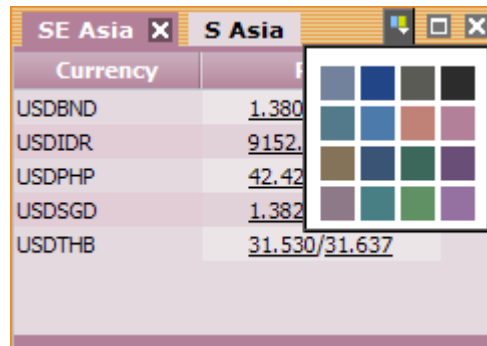 SE Asia S Asia
Currency
USDBND 1.380
USDIDR 9152.
USDPHP 42.42
USDSGD 1.382
USDTHB 31.530/31.637